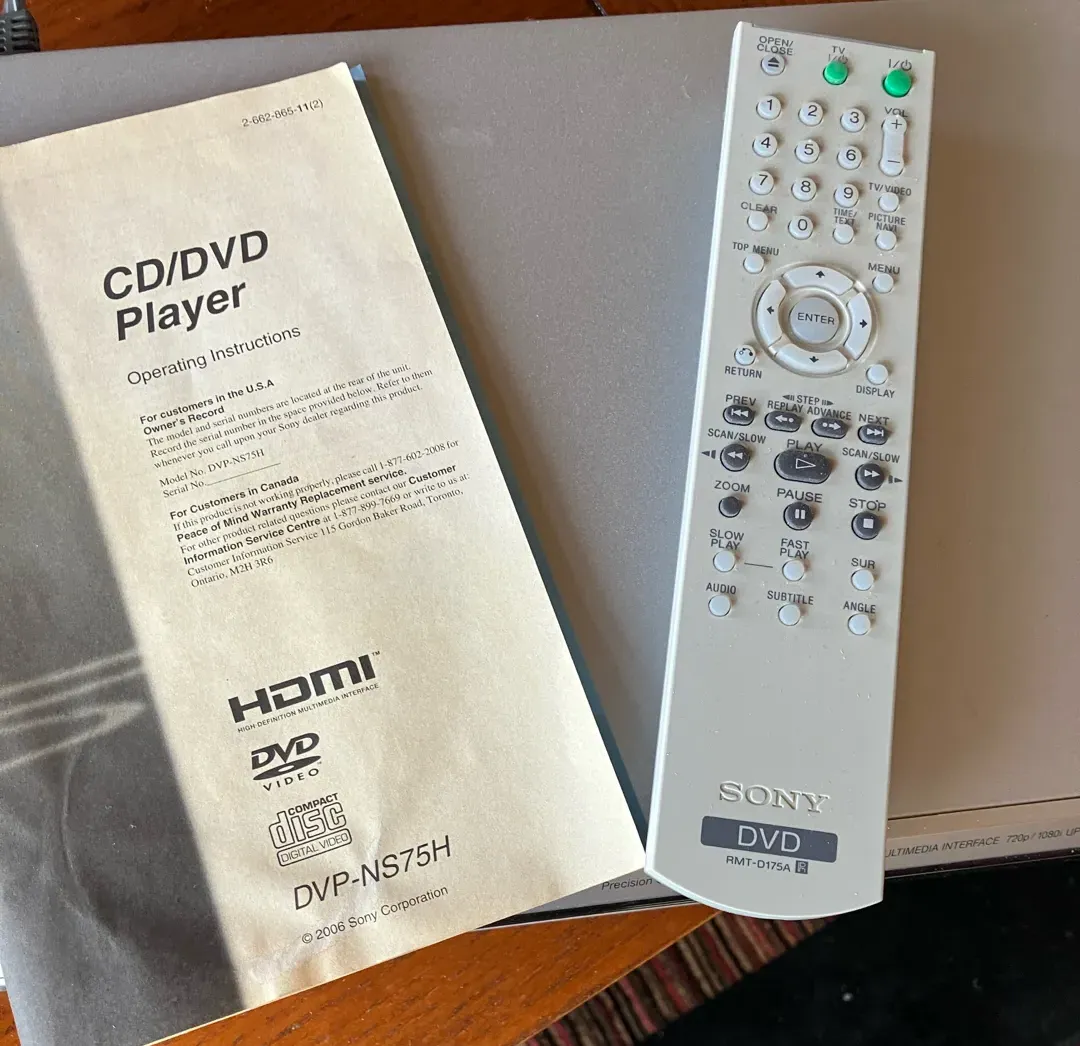 2-662-865-11(2)
CD/DVD
Player
Operating Instructions
For customers in the U.S.A
Owner's Record
The model and serial numbers are located at the rear of the unit.
Record the serial number in the space provided below. Refer to them
whenever you call upon your Sony dealer regarding this product.
Model No. DVP-NS75H
Serial No.______________
For Customers in Canada
If this product is not working properly, please call 1-877-602-2008 for
Peace of Mind Warranty Replacement service.
For other product related questions please contact our Customer
Information Service Centre at 1-877-899-7669 or write to us at:
Customer Information Service 115 Gordon Baker Road, Toronto,
Ontario, M2H 3R6
HDMI™
HIGH-DEFINITION MULTIMEDIA INTERFACE
DVD
VIDEO
COMPACT
disc
DIGITAL VIDEO
DVP-NS75H
© 2006 Sony Corporation
OPEN/
CLOSE
TV
I/⏻
I/⏻
1 2 3
VOL
+
4 5 6
−
7 8 9
TV/VIDEO
CLEAR
0
TIME/
TEXT
PICTURE
NAVI
TOP MENU
MENU
ENTER
RETURN
DISPLAY
PREV
STEP
REPLAY ADVANCE
NEXT
SCAN/SLOW
PLAY
SCAN/SLOW
ZOOM
PAUSE
STOP
SLOW
PLAY
FAST
PLAY
SUR
AUDIO
SUBTITLE
ANGLE
SONY
DVD
RMT-D175A
Precision
ULTIMEDIA INTERFACE 720p/1080i UP